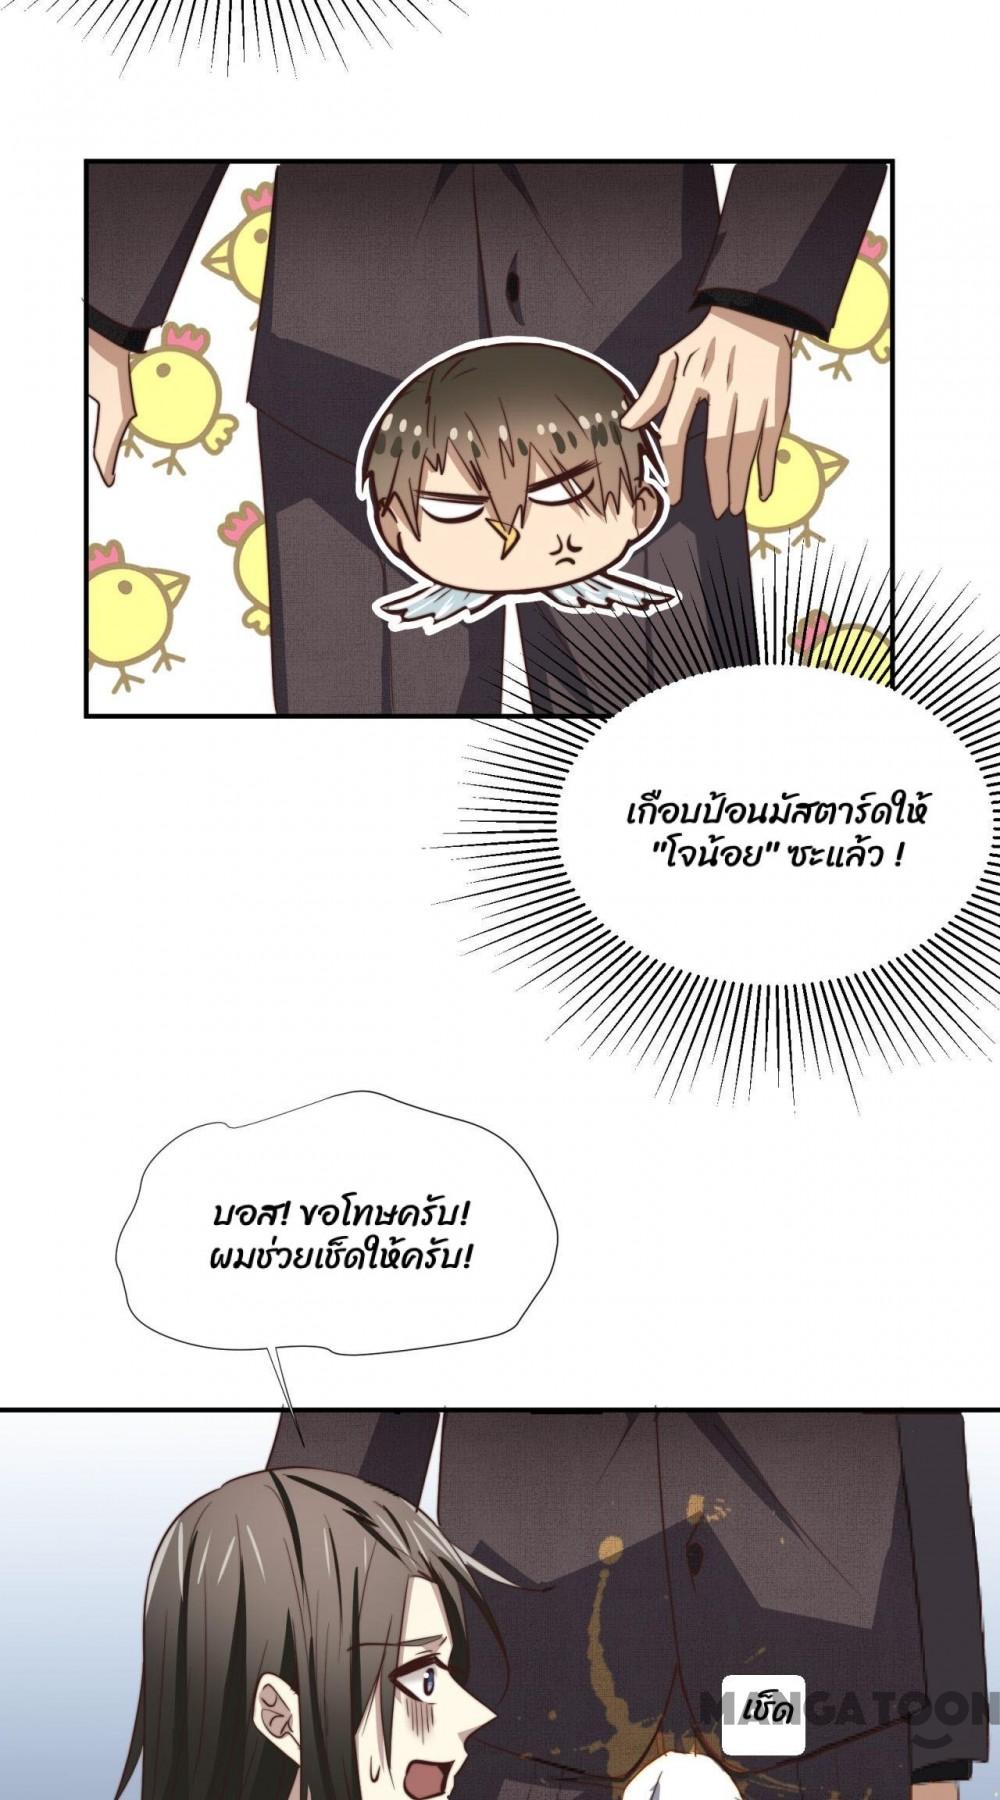 เกือบป้อนมัสตาร์ดให้
"โจน้อย" ซะแล้ว !
บอส! ขอโทษครับ!
ผมช่วยเช็ดให้ครับ!
เช็ด
MANGATOON